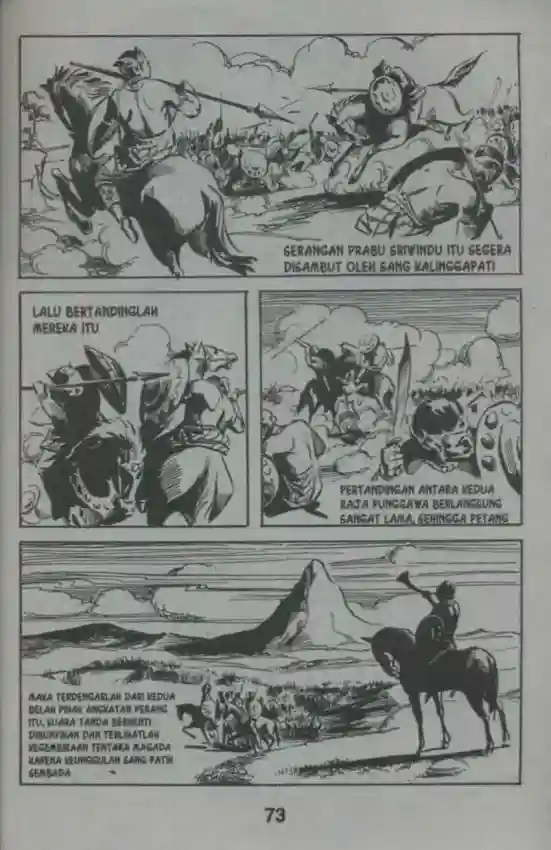 SERANGAN PRABU SRIWINDU ITU SEGERA
DISAMBUT OLEH SANG KALINGGAPATI
LALU BERTANDINGLAH
MEREKA ITU
PERTANDINGAN ANTARA KEDUA
RAJA PUNGGAWA BERLANGSUNG
SANGAT LAMA, SEHINGGA PETANG
MAKA TERDENGARLAH DARI KEDUA
BELAH PIHAK ANGKATAN PERANG
ITU, SUARA TANDA BERHENTI
DIBUNYIKAN DAN TERLIHATLAH
KEGEMBIRAAN TENTARA MAGADA
KARENA KEUNGGULAN SANG PATIH
SEMBADA
73